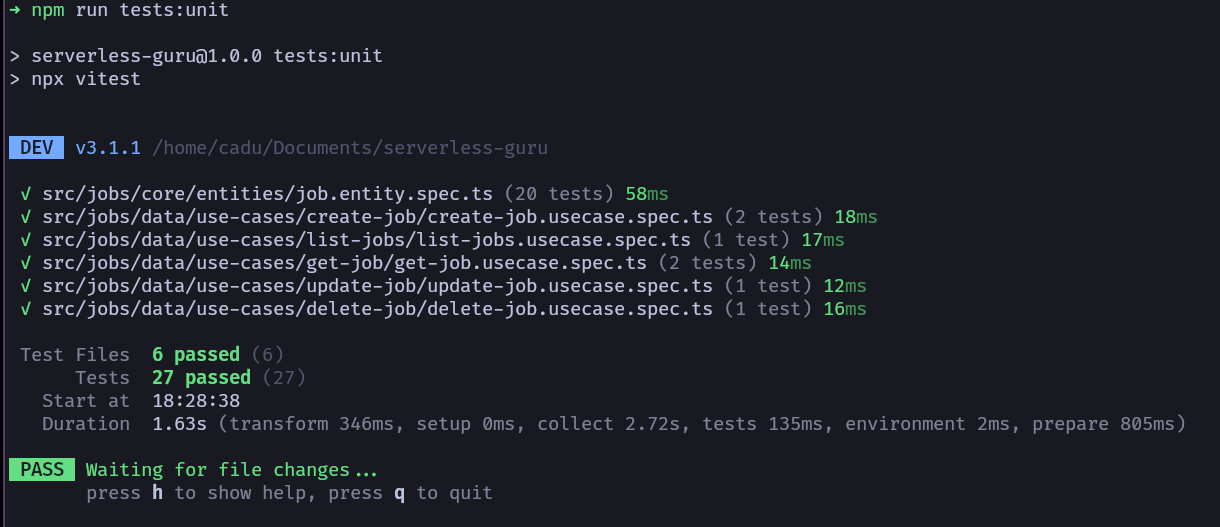 → npm run tests:unit
> serverless-guru@1.0.0 tests:unit
> npx vitest
DEV v3.1.1 /home/cadu/Documents/serverless-guru
√ src/jobs/core/entities/job.entity.spec.ts (20 tests) 58ms
√ src/jobs/data/use-cases/create-job/create-job.usecase.spec.ts (2 tests) 18ms
√ src/jobs/data/use-cases/list-jobs/list-jobs.usecase.spec.ts (1 test) 17ms
√ src/jobs/data/use-cases/get-job/get-job.usecase.spec.ts (2 tests) 14ms
√ src/jobs/data/use-cases/update-job/update-job.usecase.spec.ts (1 test) 12ms
√ src/jobs/data/use-cases/delete-job/delete-job.usecase.spec.ts (1 test) 16ms
Test Files 6 passed (6)
Tests 27 passed (27)
Start at 18:28:38
Duration 1.63s (transform 346ms, setup 0ms, collect 2.72s, tests 135ms, environment 2ms, prepare 805ms)
PASS Waiting for file changes...
press h to show help, press q to quit